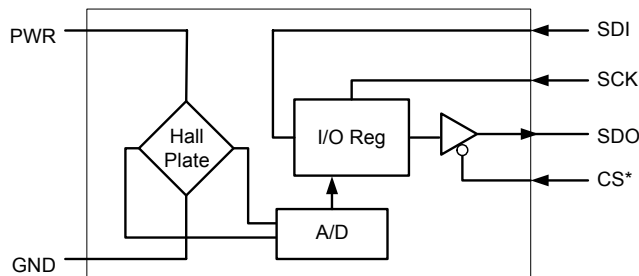 PWR
SDI
SCK
Hall
Plate
I/O Reg
SDO
CS*
A/D
GND